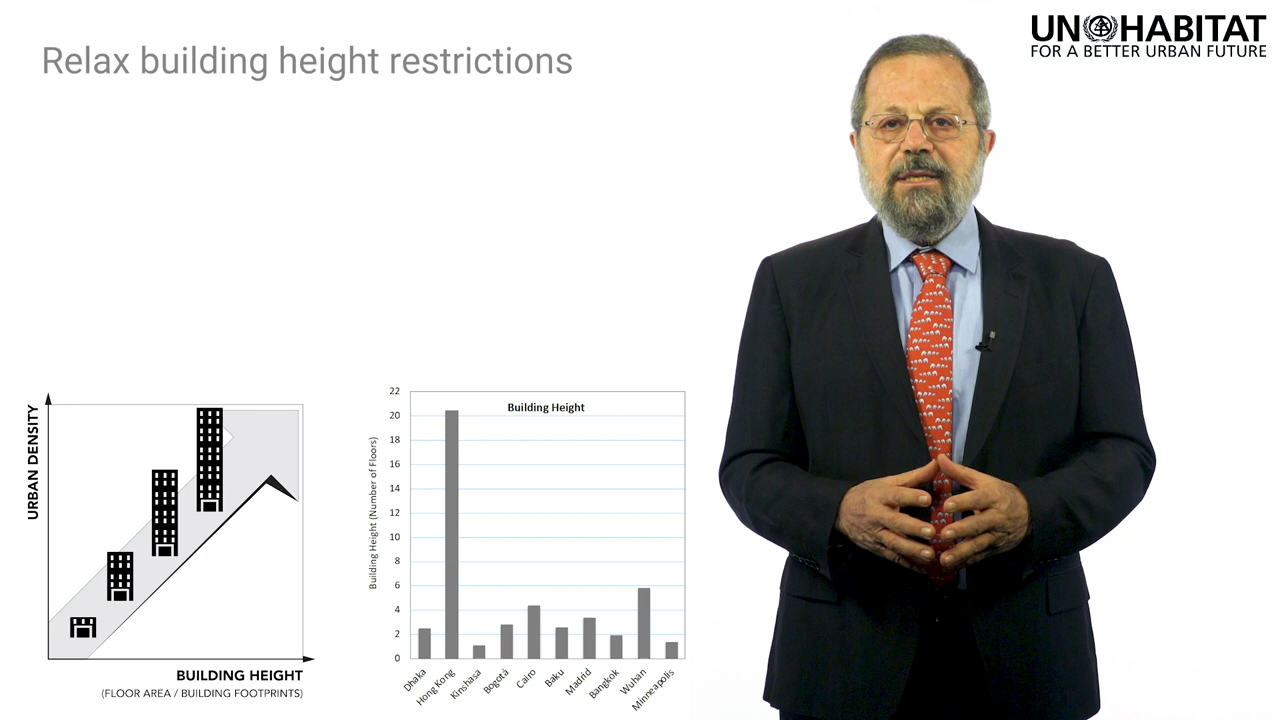 Relax building height restrictions
UN HABITAT
FOR A BETTER URBAN FUTURE
URBAN DENSITY
BUILDING HEIGHT
(FLOOR AREA / BUILDING FOOTPRINTS)
Building Height
Building Height (Number of Floors)
22
20
18
16
14
12
10
8
6
4
2
0
Dhaka
Hong Kong
Kinshasa
Bogotá
Cairo
Baku
Madrid
Bangkok
Wuhan
Minneapolis